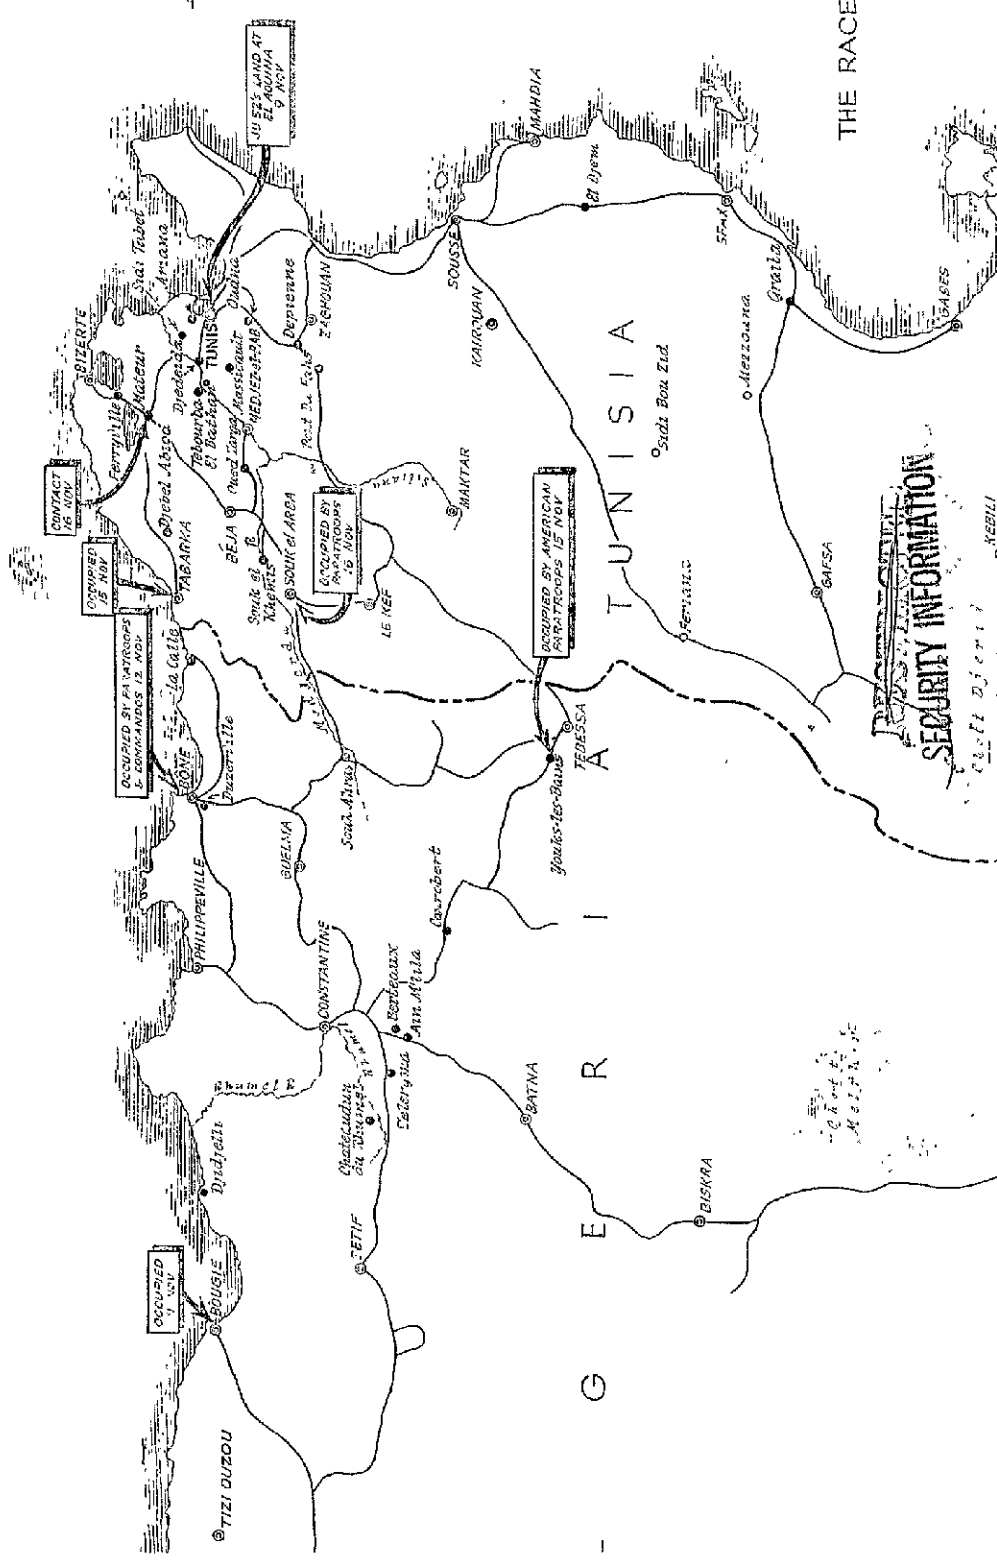 THE RACE
JU 52'S LAND AT
EL AOUINA
9 NOV
CONTACT
16 NOV
OCCUPIED
15 NOV
OCCUPIED BY PARATROOPS
& COMMANDOS 12 NOV
OCCUPIED BY
PARATROOPS
16 NOV
OCCUPIED BY AMERICAN
PARATROOPS 15 NOV
OCCUPIED
TIZI OUZOU
BOUGIE
Djidjelli
PHILIPPEVILLE
BONE
Duzerville
La Calle
TABARKA
Djebel Abiod
Mateur
Ferryville
BIZERTE
Sidi Tabet
Ariana
Djedeida
TUNIS
Oudna
Tebourba
El Bathan
Massicault
MEDJEZ-el-BAB
Oued Zarga
BEJA
Souk el
Khemis
SOUK el ARBA
LE KEF
Depienne
ZAGHOUAN
Pont Du Fahs
Siliana
MAKTAR
SOUSSE
KAIROUAN
MAHDIA
El Djem
SFAX
Graiba
Mezzouna
GABES
Sidi Bou Zid
GAFSA
KEBILI
Chott Djerid
SECURITY INFORMATION
TUNISIA
GUELMA
Souk Ahras
CONSTANTINE
SETIF
Chateaudun
du Rhumel
Telergma
Berteaux
Ain M'lila
Canrobert
Youks-les-Bains
TEBESSA
BATNA
BISKRA
Chott
Melrhir
GERIA